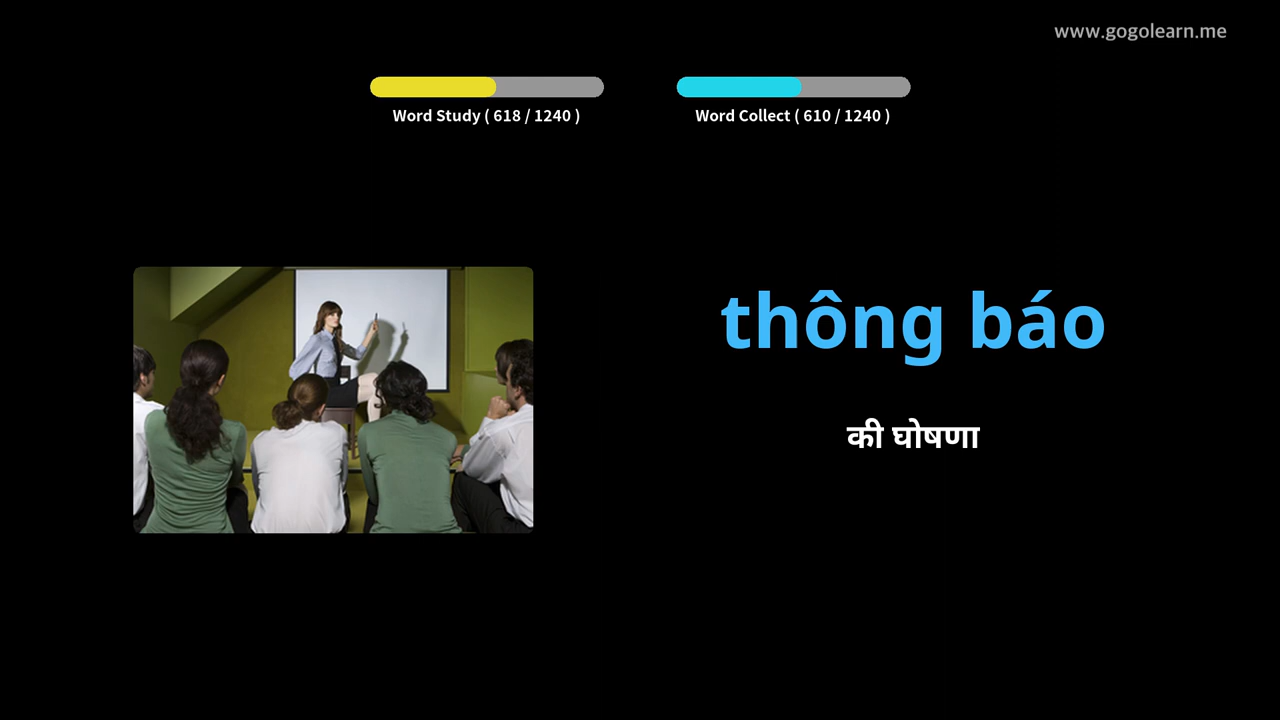 www.gogolearn.me
Word Study ( 618 / 1240 )
Word Collect ( 610 / 1240 )
thông báo
की घोषणा